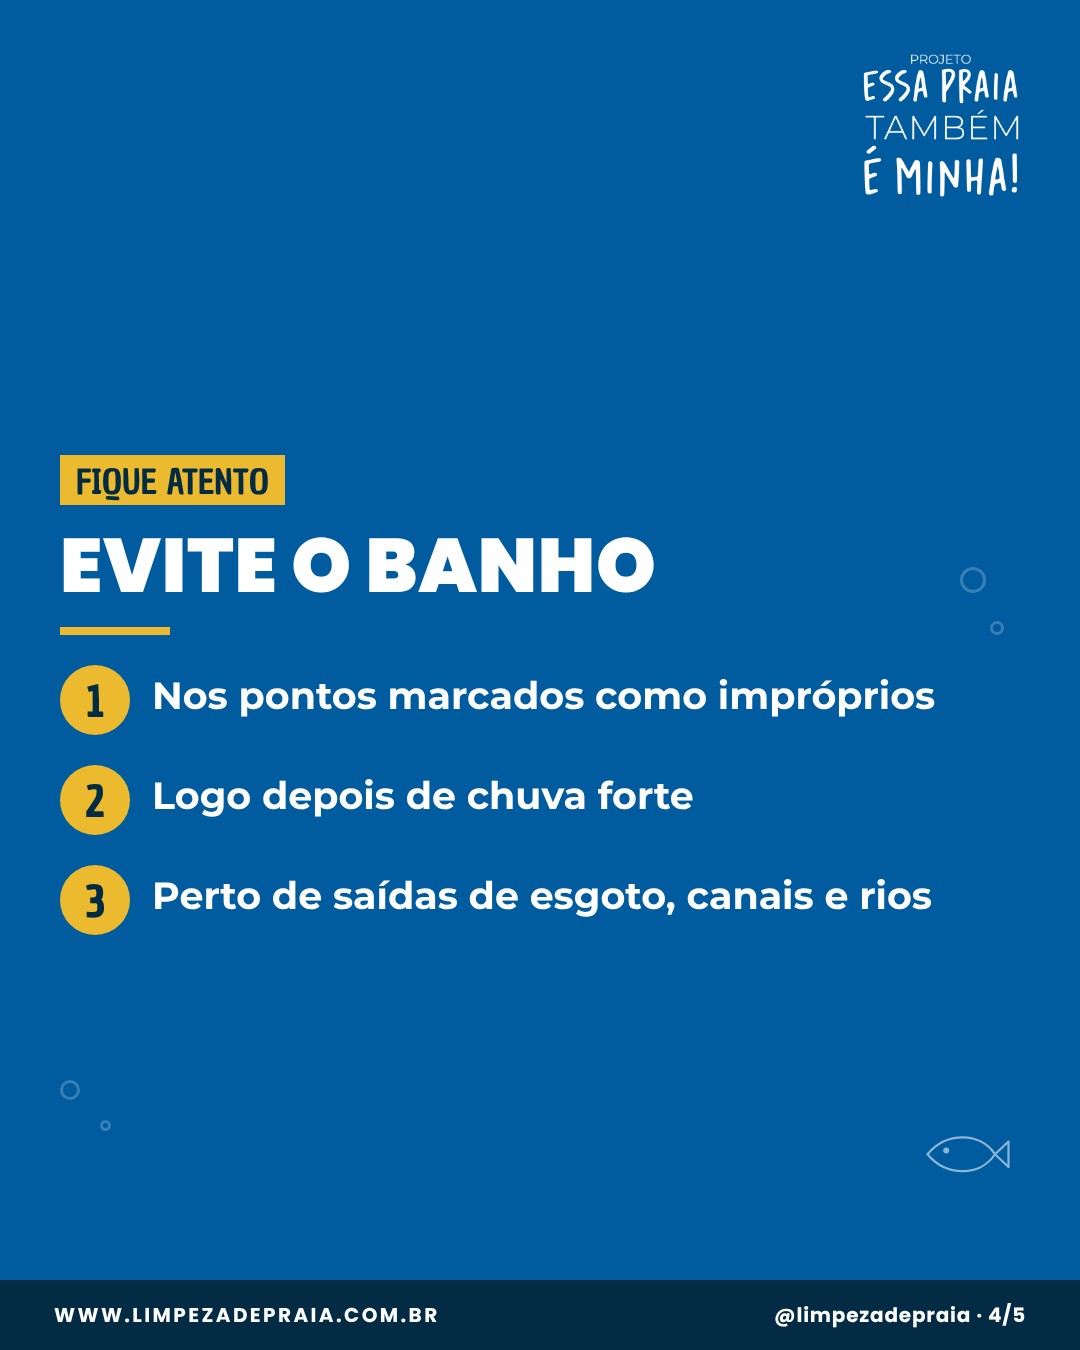 PROJETO
ESSA PRAIA
TAMBÉM
É MINHA!
FIQUE ATENTO
EVITE O BANHO
1 Nos pontos marcados como impróprios
2 Logo depois de chuva forte
3 Perto de saídas de esgoto, canais e rios
WWW.LIMPEZADEPRAIA.COM.BR
@limpezadepraia · 4/5